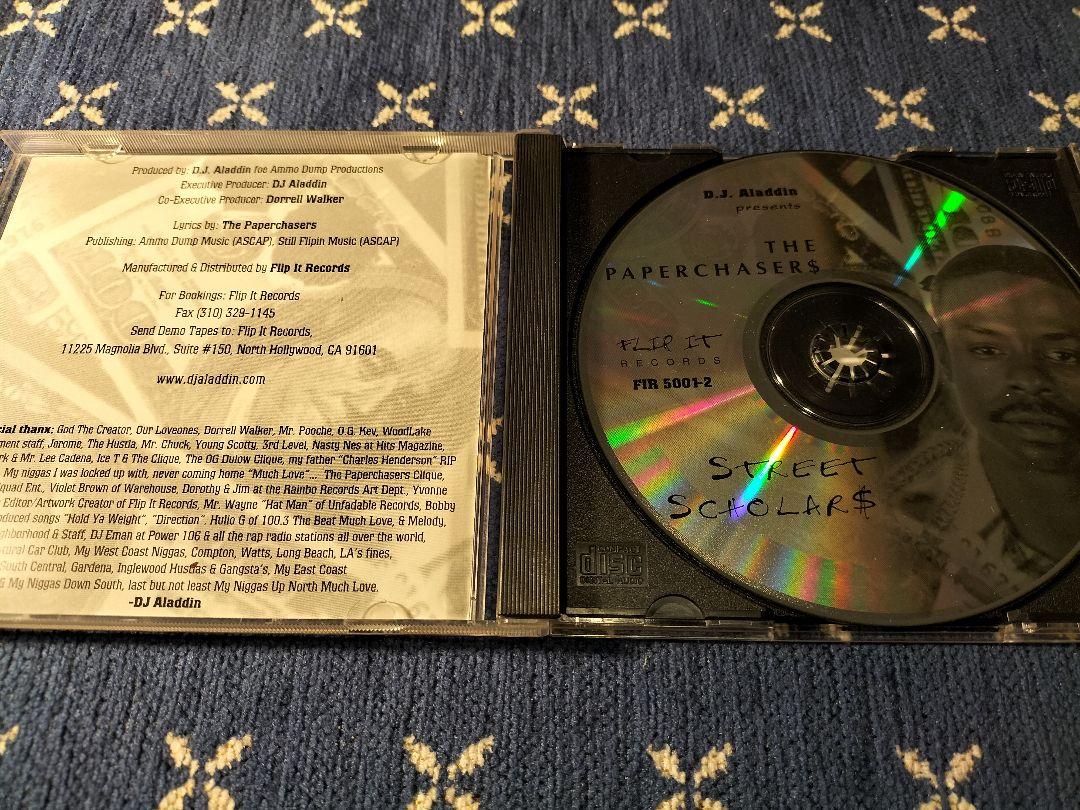 Produced by: D.J. Aladdin foe Ammo Dump Productions
Executive Producer: DJ Aladdin
Co-Executive Producer: Dorrell Walker
Lyrics by: The Paperchasers
Publishing: Ammo Dump Music (ASCAP), Still Flipin Music (ASCAP)
Manufactured & Distributed by Flip It Records
For Bookings: Flip It Records
Fax (310) 329-1145
Send Demo Tapes to: Flip It Records,
11225 Magnolia Blvd., Suite #150, North Hollywood, CA 91601
www.djaladdin.com
thanx: God The Creator, Our Loveones, Dorrell Walker, Mr. Pooche, O.G. Kev, WoodLake
staff, Jerome, The Hustla, Mr. Chuck, Young Scotty, 3rd Level, Nasty Nes at Hits Magazine,
& Mr. Lee Cadena, Ice T & The Clique, The OG Dulow Clique, my father "Charles Henderson" RIP
My niggas I was locked up with, never coming home "Much Love"... The Paperchasers Clique,
Ent., Violet Brown of Warehouse, Dorothy & Jim at the Rainbo Records Art Dept., Yvonne
Editor/Artwork Creator of Flip It Records, Mr. Wayne "Hat Man" of Unfadable Records, Bobby
songs "Hold Ya Weight", "Direction". Hulio G of 100.3 The Beat Much Love, & Melody,
& Staff, DJ Eman at Power 106 & all the rap radio stations all over the world,
Car Club, My West Coast Niggas, Compton, Watts, Long Beach, LA's fines,
South Central, Gardena, Inglewood Hustlas & Gangsta's, My East Coast
& My Niggas Down South, last but not least My Niggas Up North Much Love.
-DJ Aladdin
D.J. Aladdin
presents
THE
PAPERCHASER$
FLIP IT
RECORDS
FIR 5001-2
STREET
SCHOLAR$
COMPACT
disc
DIGITAL AUDIO